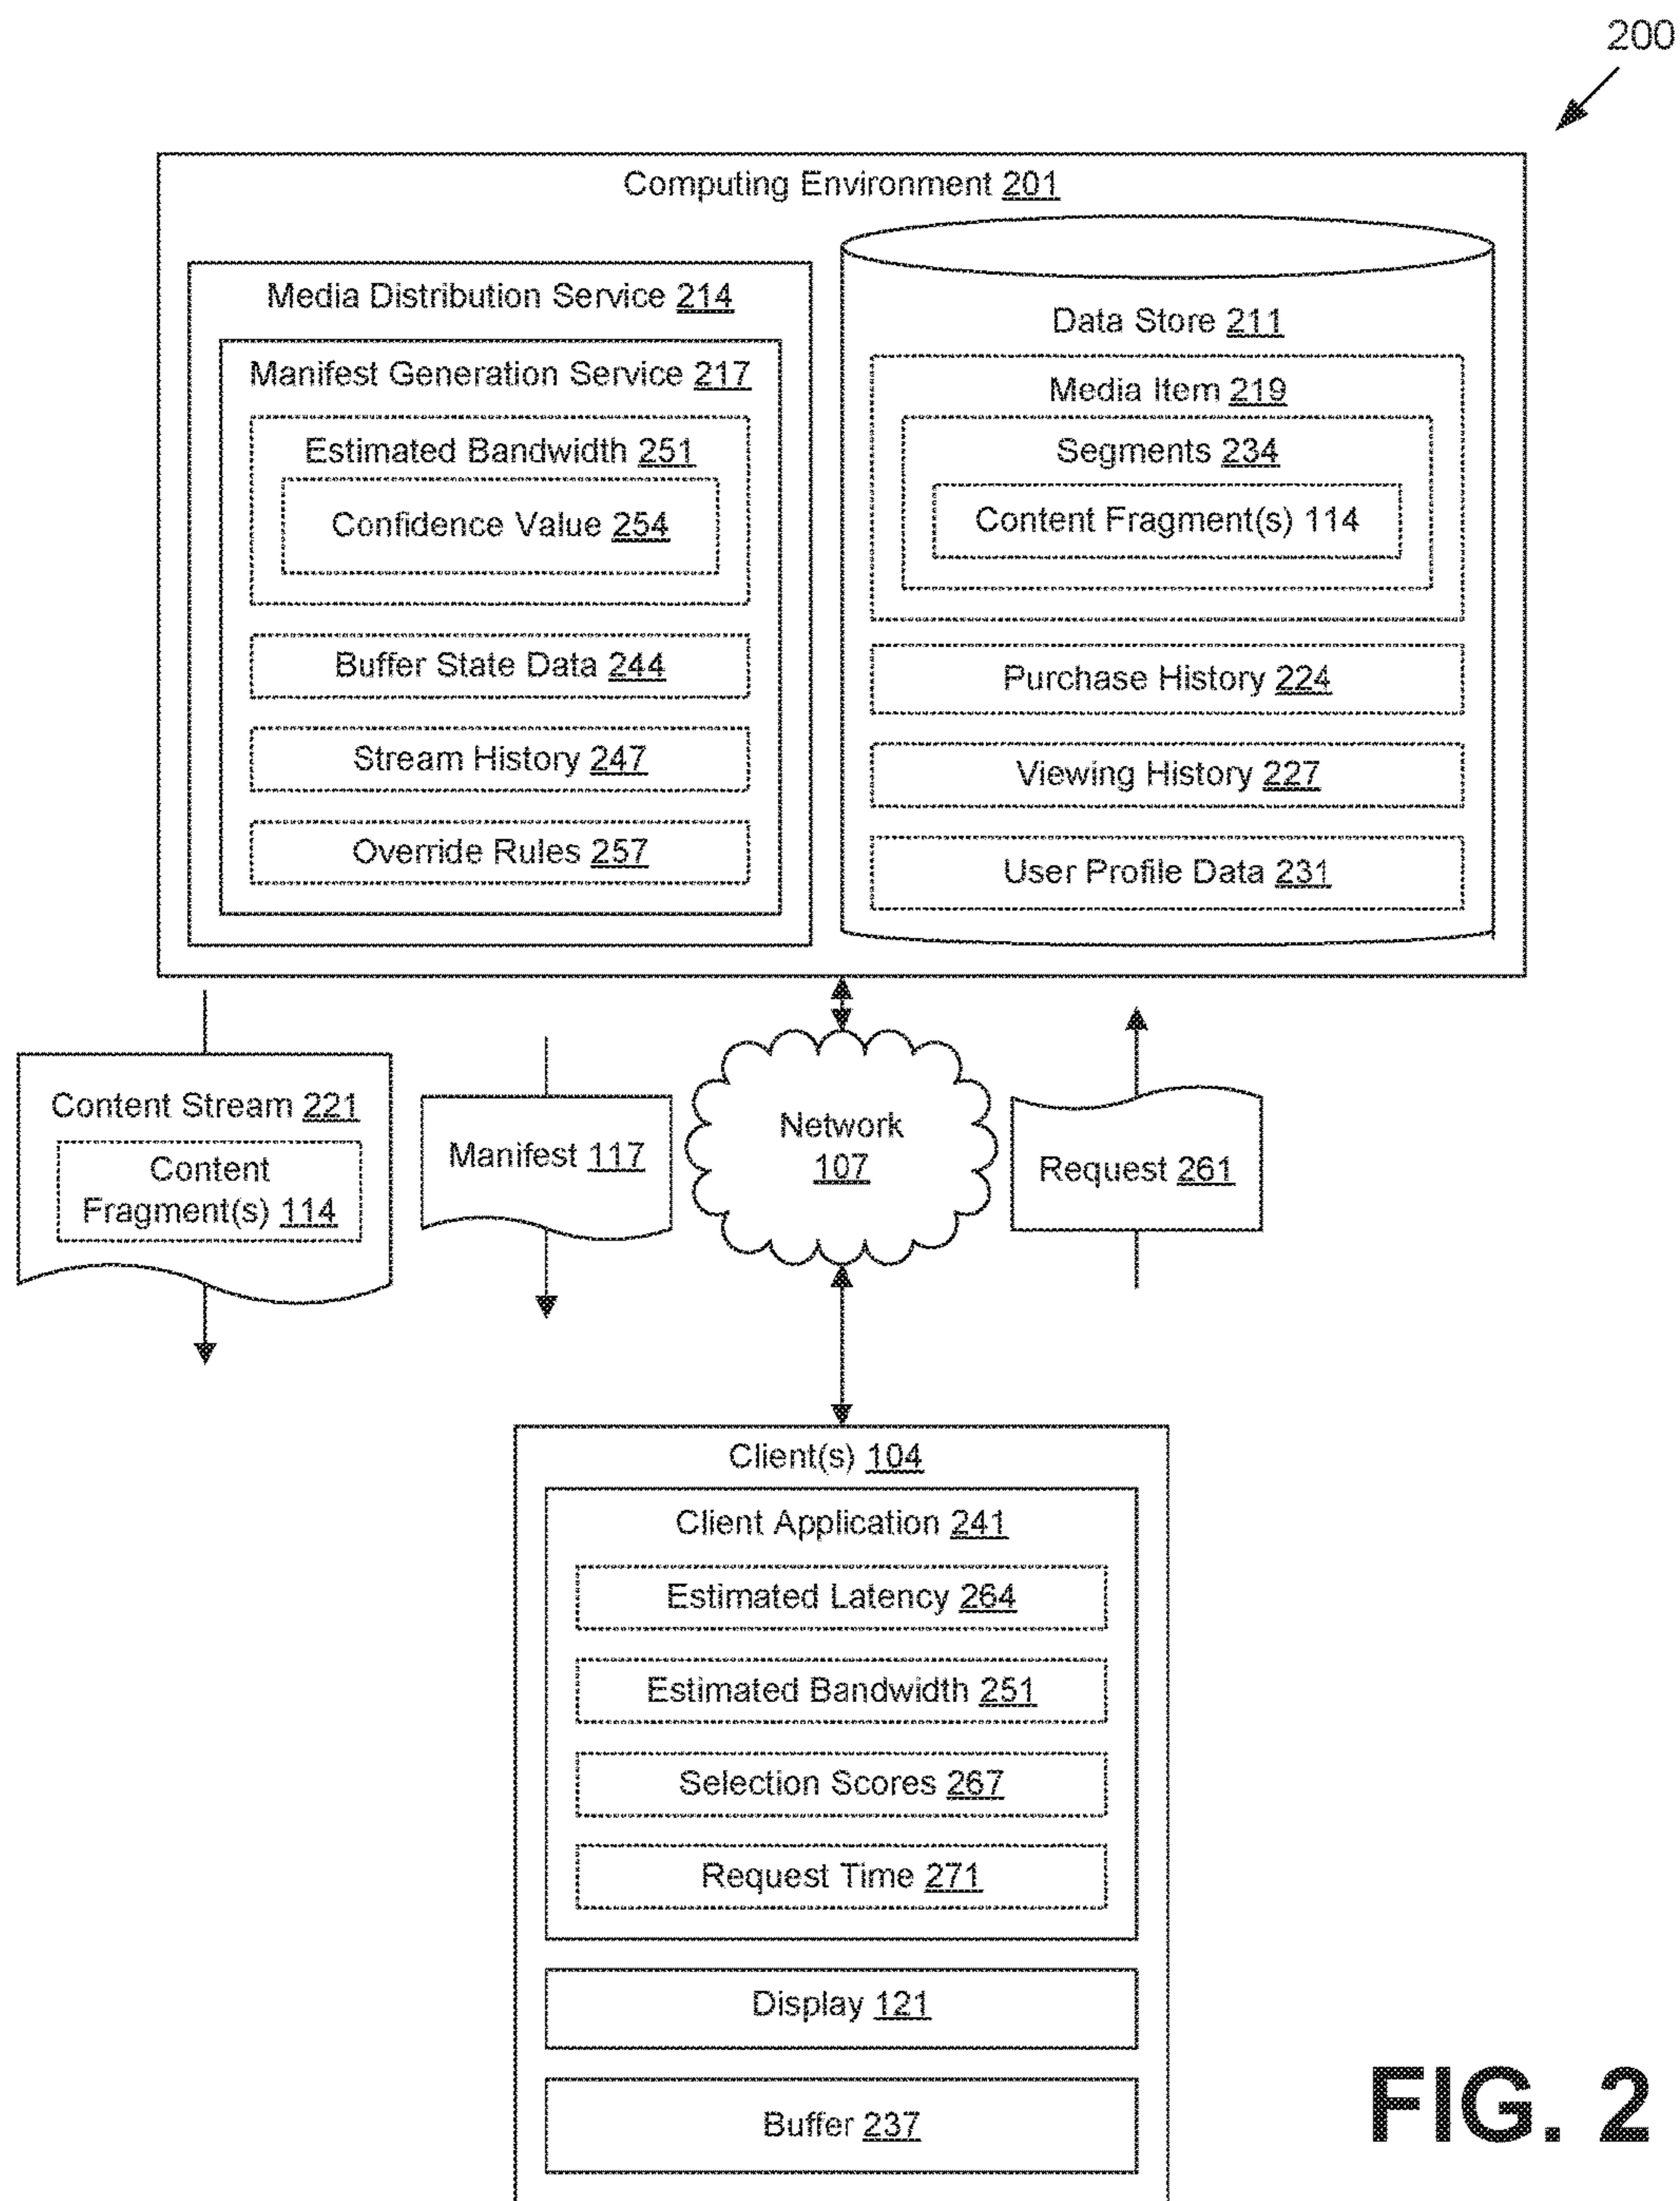 200
Computing Environment 201
Media Distribution Service 214
Manifest Generation Service 217
Estimated Bandwidth 251
Confidence Value 254
Buffer State Data 244
Stream History 247
Override Rules 257
Data Store 211
Media Item 219
Segments 234
Content Fragment(s) 114
Purchase History 224
Viewing History 227
User Profile Data 231
Content Stream 221
Content
Fragment(s) 114
Manifest 117
Network
107
Request 261
Client(s) 104
Client Application 241
Estimated Latency 264
Estimated Bandwidth 251
Selection Scores 267
Request Time 271
Display 121
Buffer 237
FIG. 2